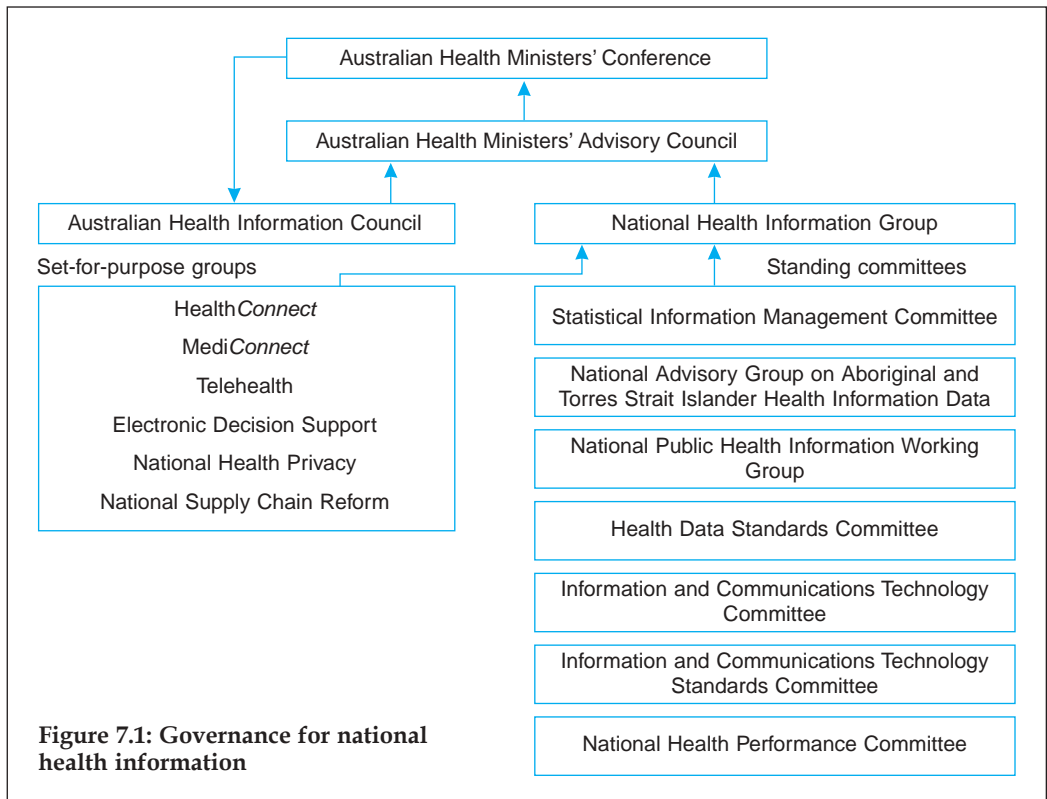 Australian Health Ministers' Conference
Australian Health Ministers' Advisory Council
Australian Health Information Council
National Health Information Group
Set-for-purpose groups
Standing committees
HealthConnect
MediConnect
Telehealth
Electronic Decision Support
National Health Privacy
National Supply Chain Reform
Statistical Information Management Committee
National Advisory Group on Aboriginal and
Torres Strait Islander Health Information Data
National Public Health Information Working
Group
Health Data Standards Committee
Information and Communications Technology
Committee
Information and Communications Technology
Standards Committee
National Health Performance Committee
Figure 7.1: Governance for national
health information